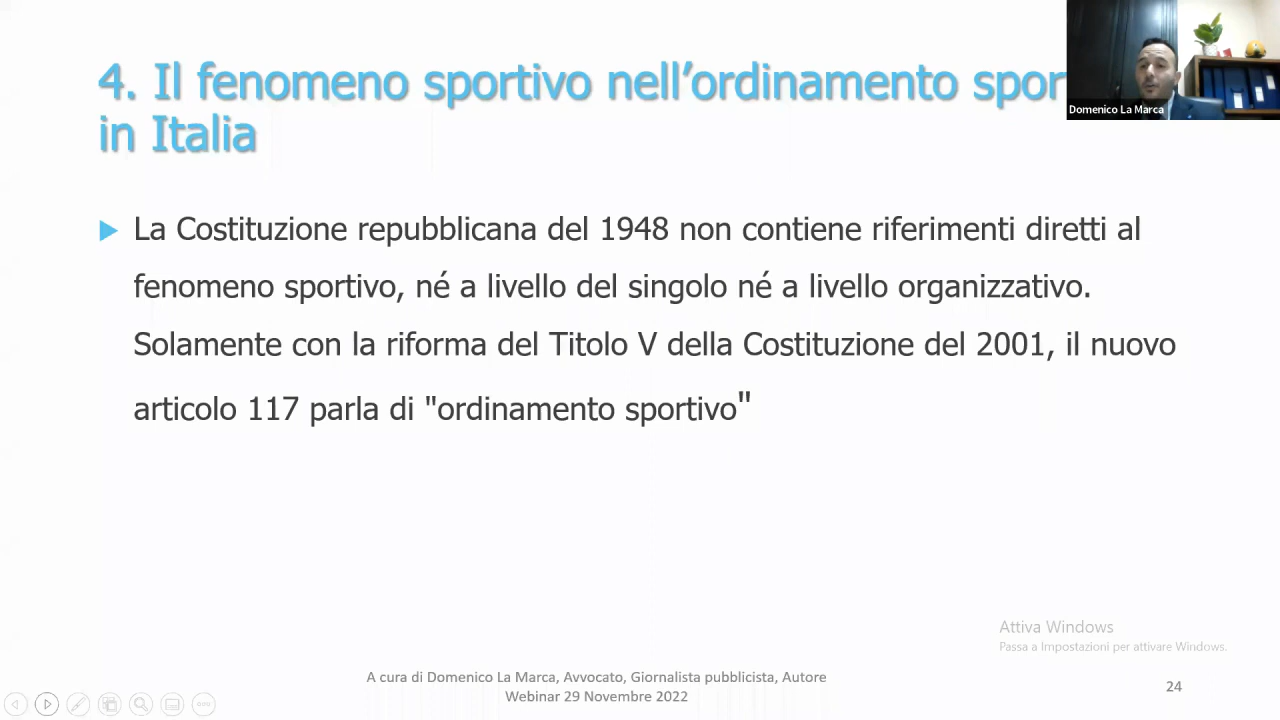 4. Il fenomeno sportivo nell’ordinamento spor
in Italia
Domenico La Marca
La Costituzione repubblicana del 1948 non contiene riferimenti diretti al
fenomeno sportivo, né a livello del singolo né a livello organizzativo.
Solamente con la riforma del Titolo V della Costituzione del 2001, il nuovo
articolo 117 parla di "ordinamento sportivo"
Attiva Windows
Passa a Impostazioni per attivare Windows.
A cura di Domenico La Marca, Avvocato, Giornalista pubblicista, Autore
Webinar 29 Novembre 2022
24